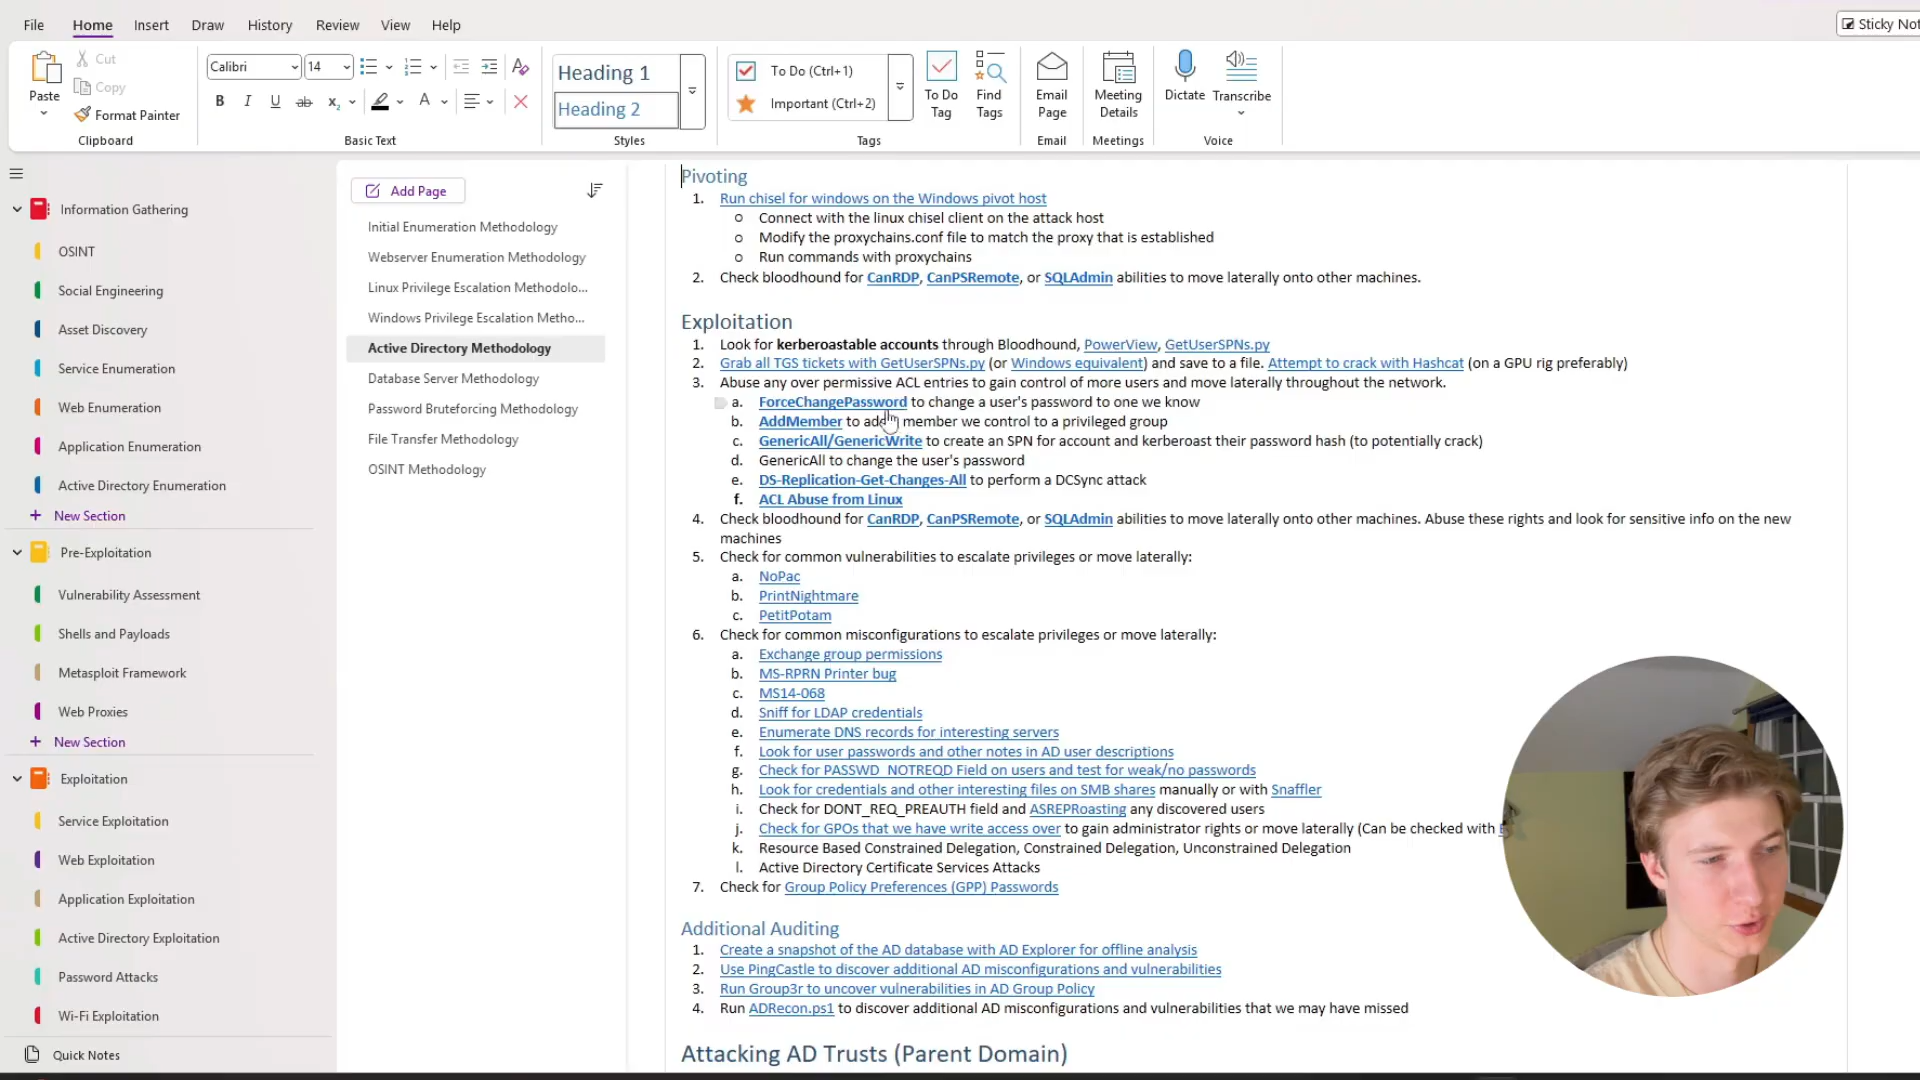 File Home Insert Draw History Review View Help
Sticky Not
Paste
Cut
Copy
Format Painter
Clipboard
Calibri 14
B I U ab x₂ A
Basic Text
Heading 1
Heading 2
Styles
To Do (Ctrl+1)
Important (Ctrl+2)
To Do
Tag
Find
Tags
Tags
Email
Page
Email
Meeting
Details
Meetings
Dictate
Transcribe
Voice
Information Gathering
OSINT
Social Engineering
Asset Discovery
Service Enumeration
Web Enumeration
Application Enumeration
Active Directory Enumeration
+ New Section
Pre-Exploitation
Vulnerability Assessment
Shells and Payloads
Metasploit Framework
Web Proxies
+ New Section
Exploitation
Service Exploitation
Web Exploitation
Application Exploitation
Active Directory Exploitation
Password Attacks
Wi-Fi Exploitation
Quick Notes
Add Page
Initial Enumeration Methodology
Webserver Enumeration Methodology
Linux Privilege Escalation Methodolo...
Windows Privilege Escalation Metho...
Active Directory Methodology
Database Server Methodology
Password Bruteforcing Methodology
File Transfer Methodology
OSINT Methodology
Pivoting
1. Run chisel for windows on the Windows pivot host
o Connect with the linux chisel client on the attack host
o Modify the proxychains.conf file to match the proxy that is established
o Run commands with proxychains
2. Check bloodhound for CanRDP, CanPSRemote, or SQLAdmin abilities to move laterally onto other machines.
Exploitation
1. Look for kerberoastable accounts through Bloodhound, PowerView, GetUserSPNs.py
2. Grab all TGS tickets with GetUserSPNs.py (or Windows equivalent) and save to a file. Attempt to crack with Hashcat (on a GPU rig preferably)
3. Abuse any over permissive ACL entries to gain control of more users and move laterally throughout the network.
a. ForceChangePassword to change a user's password to one we know
b. AddMember to add member we control to a privileged group
c. GenericAll/GenericWrite to create an SPN for account and kerberoast their password hash (to potentially crack)
d. GenericAll to change the user's password
e. DS-Replication-Get-Changes-All to perform a DCSync attack
f. ACL Abuse from Linux
4. Check bloodhound for CanRDP, CanPSRemote, or SQLAdmin abilities to move laterally onto other machines. Abuse these rights and look for sensitive info on the new
machines
5. Check for common vulnerabilities to escalate privileges or move laterally:
a. NoPac
b. PrintNightmare
c. PetitPotam
6. Check for common misconfigurations to escalate privileges or move laterally:
a. Exchange group permissions
b. MS-RPRN Printer bug
c. MS14-068
d. Sniff for LDAP credentials
e. Enumerate DNS records for interesting servers
f. Look for user passwords and other notes in AD user descriptions
g. Check for PASSWD_NOTREQD Field on users and test for weak/no passwords
h. Look for credentials and other interesting files on SMB shares manually or with Snaffler
i. Check for DONT_REQ_PREAUTH field and ASREPRoasting any discovered users
j. Check for GPOs that we have write access over to gain administrator rights or move laterally (Can be checked with
k. Resource Based Constrained Delegation, Constrained Delegation, Unconstrained Delegation
l. Active Directory Certificate Services Attacks
7. Check for Group Policy Preferences (GPP) Passwords
Additional Auditing
1. Create a snapshot of the AD database with AD Explorer for offline analysis
2. Use PingCastle to discover additional AD misconfigurations and vulnerabilities
3. Run Group3r to uncover vulnerabilities in AD Group Policy
4. Run ADRecon.ps1 to discover additional AD misconfigurations and vulnerabilities that we may have missed
Attacking AD Trusts (Parent Domain)